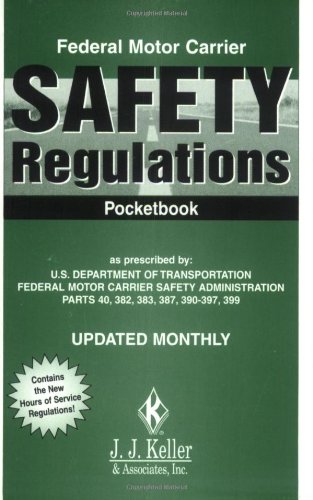 Federal Motor Carrier
SAFETY
Regulations
Pocketbook
as prescribed by:
U.S. DEPARTMENT OF TRANSPORTATION
FEDERAL MOTOR CARRIER SAFETY ADMINISTRATION
PARTS 40, 382, 383, 387, 390-397, 399
UPDATED MONTHLY
Contains
the New
Hours of Service
Regulations!
K
®
J. J. Keller
& Associates, Inc.